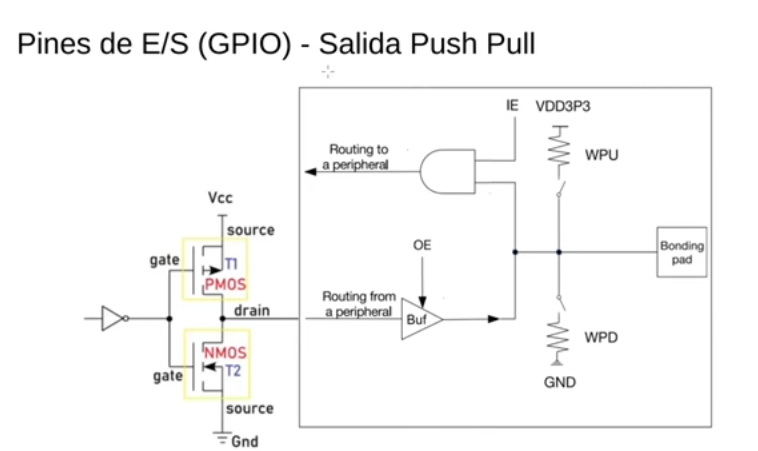 Pines de E/S (GPIO) - Salida Push Pull
IE
VDD3P3
Routing to
a peripheral
WPU
Vcc
source
gate
T1
PMOS
OE
Bonding
pad
Routing from
a peripheral
drain
Buf
NMOS
T2
gate
WPD
GND
source
Gnd